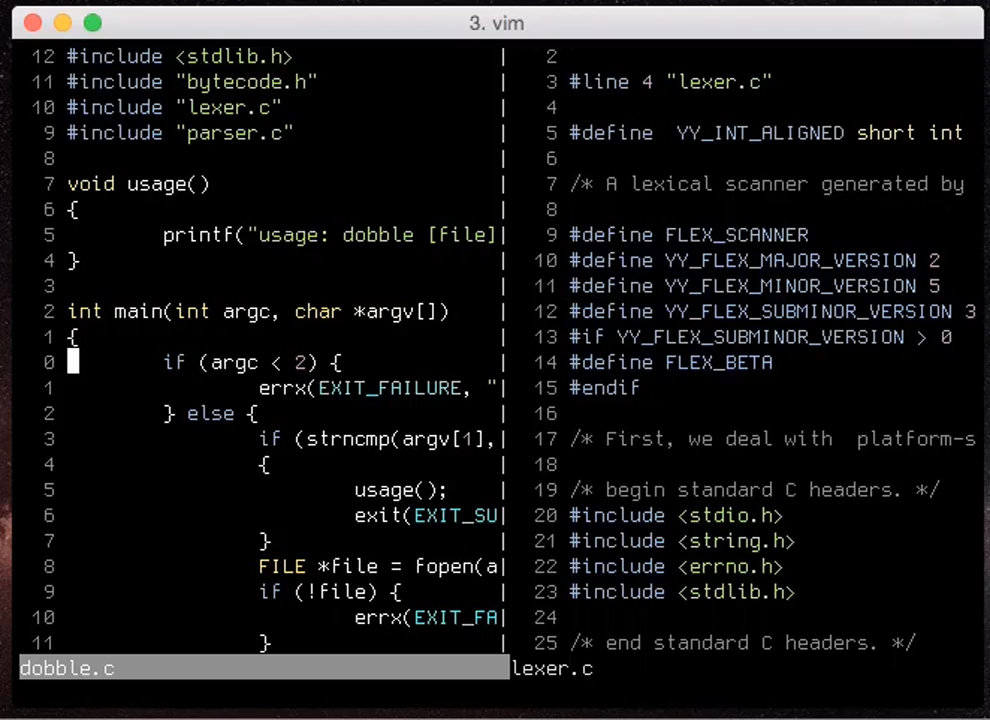 3. vim
12 #include <stdlib.h>
11 #include "bytecode.h"
10 #include "lexer.c"
9 #include "parser.c"
8
7 void usage()
6 {
5 printf("usage: dobble [file]
4 }
3
2 int main(int argc, char *argv[])
1 {
0 if (argc < 2) {
1 errx(EXIT_FAILURE, "
2 } else {
3 if (strncmp(argv[1],
4 {
5 usage();
6 exit(EXIT_SU
7 }
8 FILE *file = fopen(a
9 if (!file) {
10 errx(EXIT_FA
11 }
dobble.c
2
3 #line 4 "lexer.c"
4
5 #define  YY_INT_ALIGNED short int
6
7 /* A lexical scanner generated by
8
9 #define FLEX_SCANNER
10 #define YY_FLEX_MAJOR_VERSION 2
11 #define YY_FLEX_MINOR_VERSION 5
12 #define YY_FLEX_SUBMINOR_VERSION 3
13 #if YY_FLEX_SUBMINOR_VERSION > 0
14 #define FLEX_BETA
15 #endif
16
17 /* First, we deal with  platform-s
18
19 /* begin standard C headers. */
20 #include <stdio.h>
21 #include <string.h>
22 #include <errno.h>
23 #include <stdlib.h>
24
25 /* end standard C headers. */
lexer.c